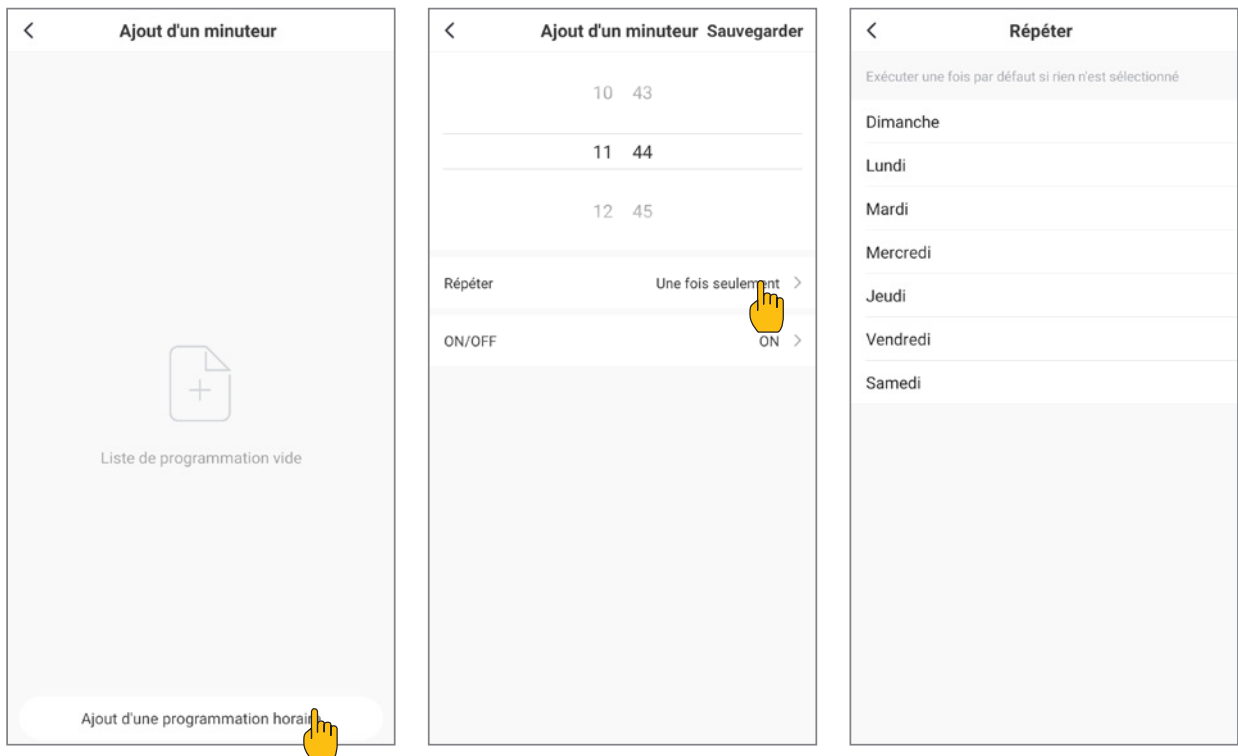 Ajout d'un minuteur
Liste de programmation vide
Ajout d'une programmation horaire
Ajout d'un minuteur Sauvegarder
10 43
11 44
12 45
Répéter Une fois seulement
ON/OFF ON
Répéter
Exécuter une fois par défaut si rien n'est sélectionné
Dimanche
Lundi
Mardi
Mercredi
Jeudi
Vendredi
Samedi